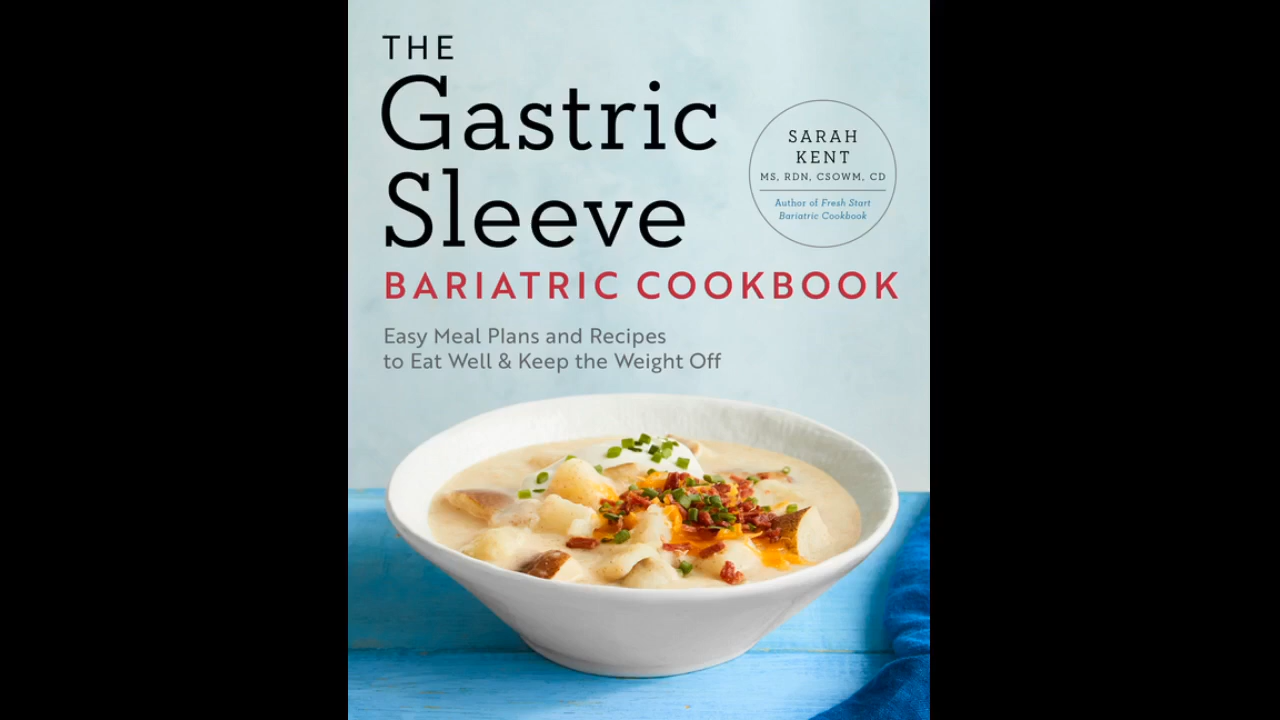 THE
Gastric
Sleeve
BARIATRIC COOKBOOK
Easy Meal Plans and Recipes
to Eat Well & Keep the Weight Off
SARAH
KENT
MS, RDN, CSOWM, CD
Author of Fresh Start
Bariatric Cookbook